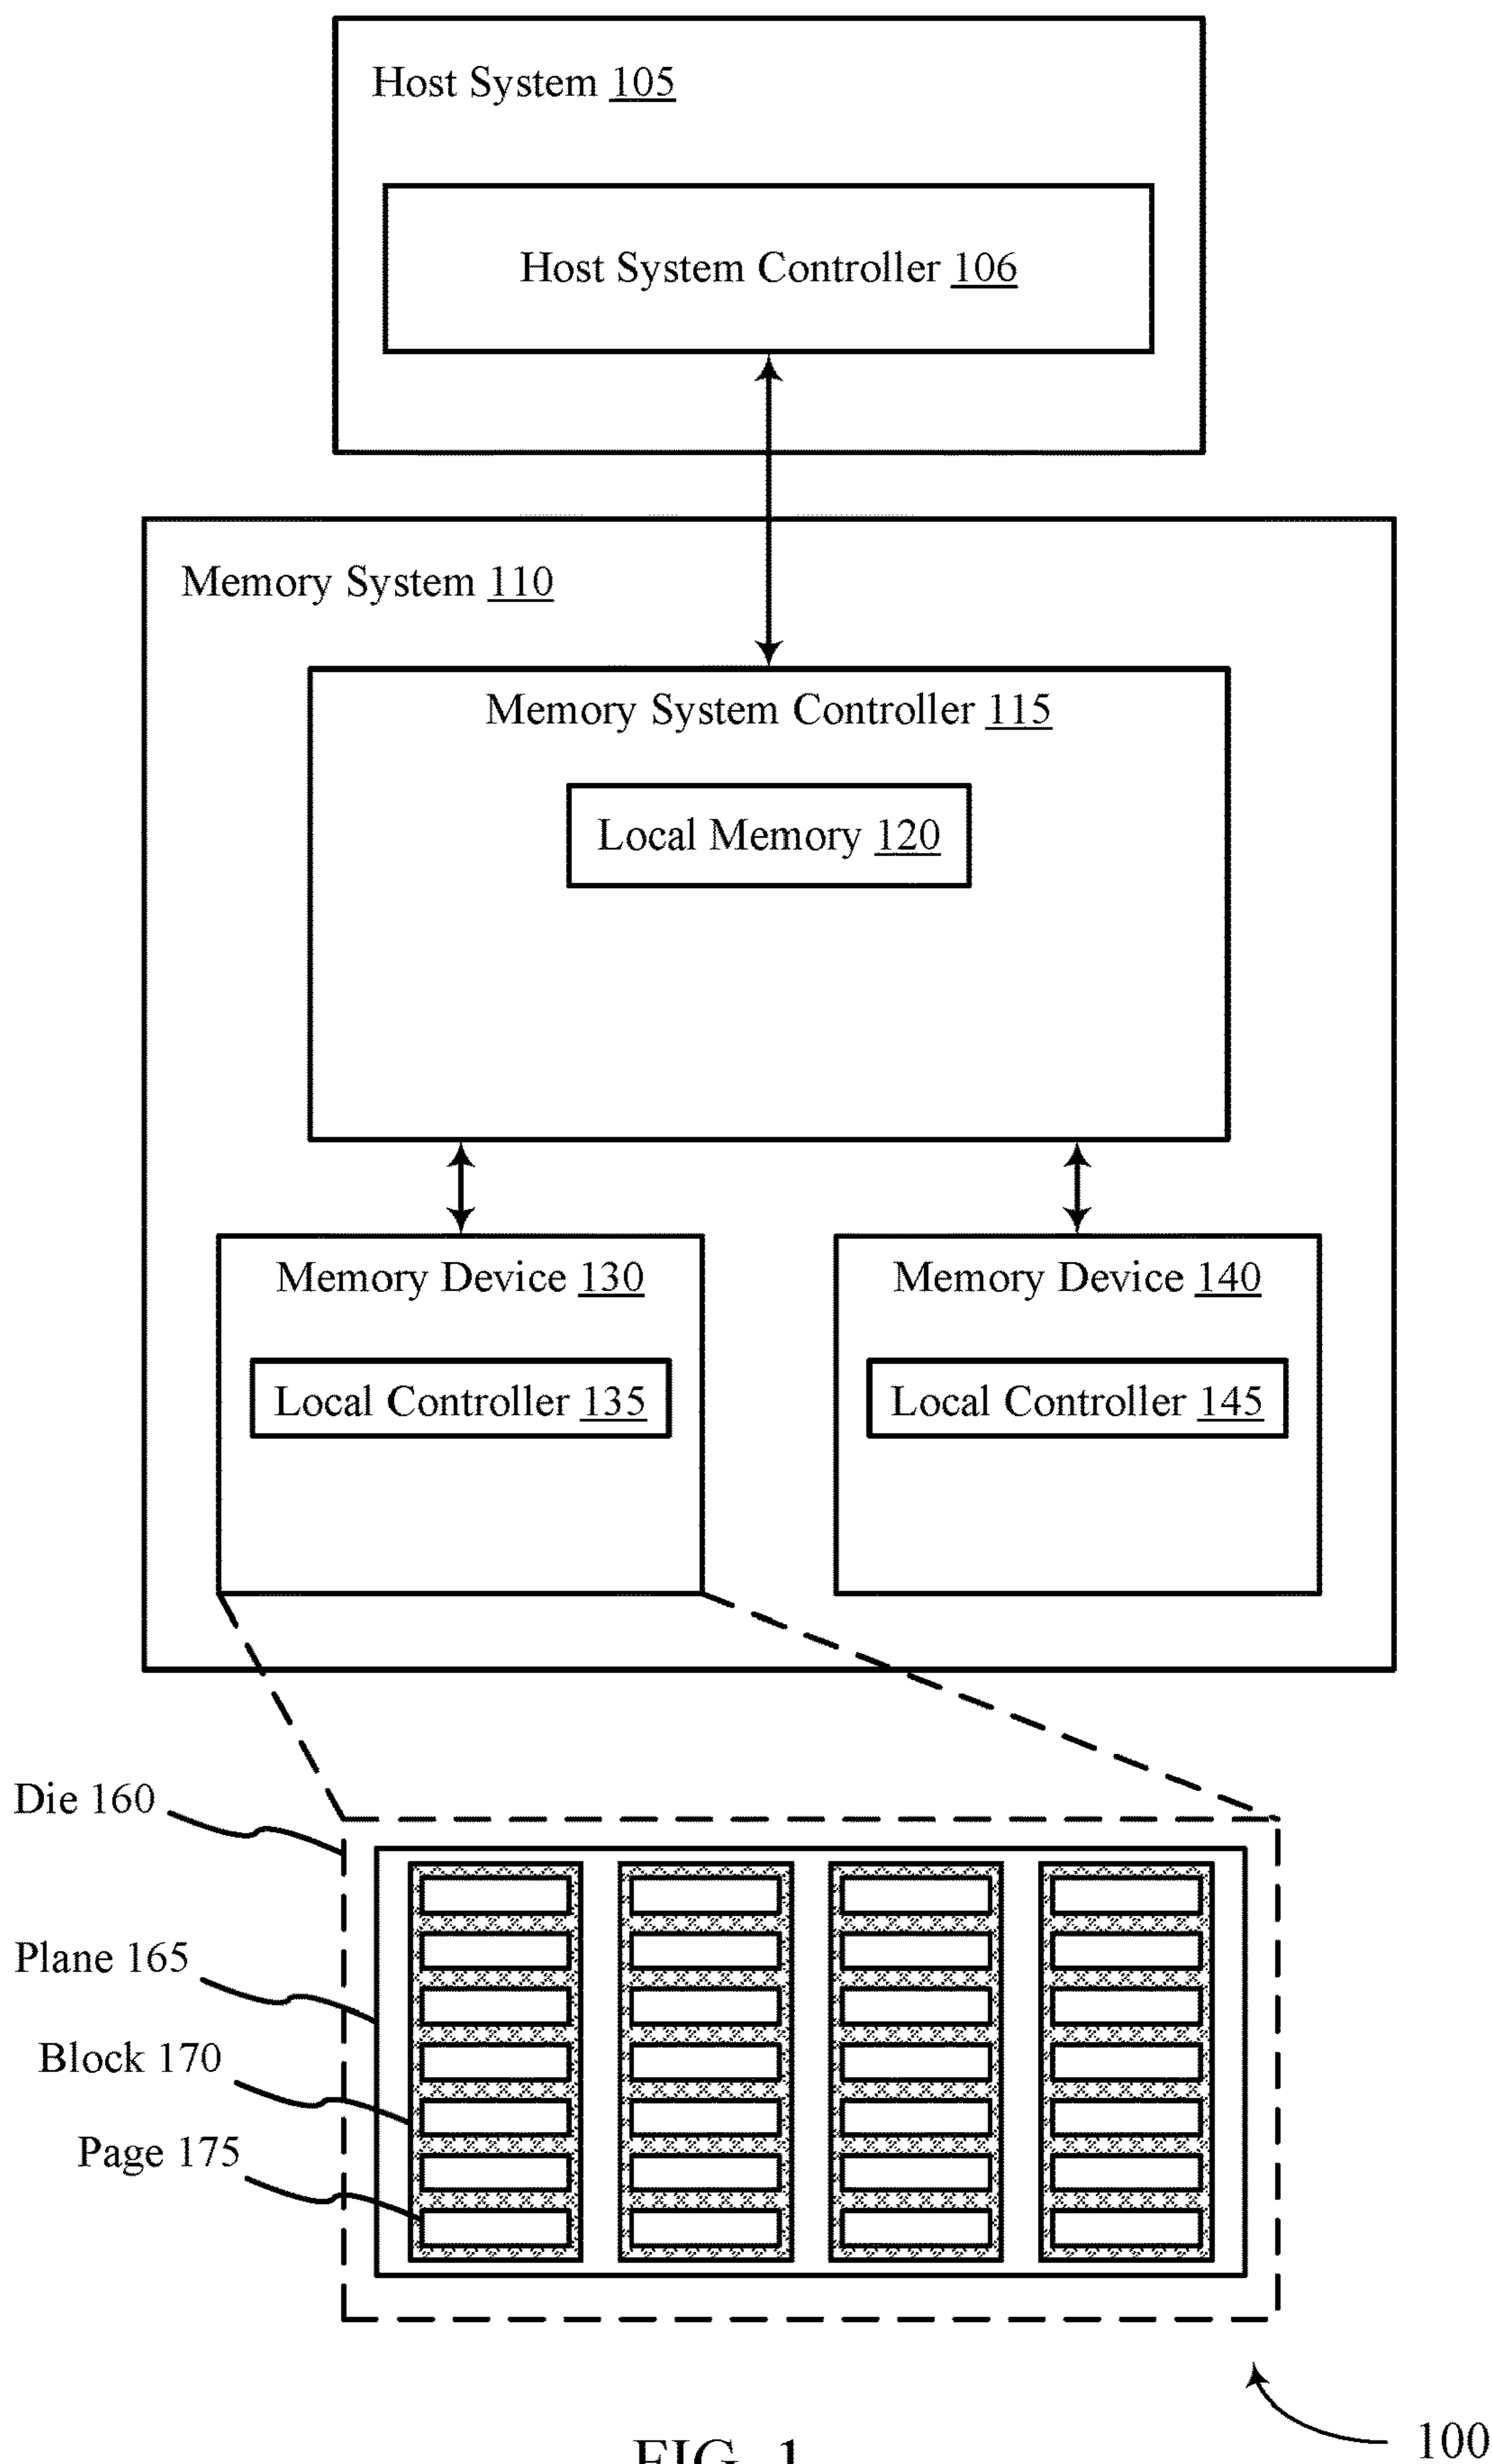 Host System 105
Host System Controller 106
Memory System 110
Memory System Controller 115
Local Memory 120
Memory Device 130
Local Controller 135
Memory Device 140
Local Controller 145
Die 160
Plane 165
Block 170
Page 175
100
FIG. 1